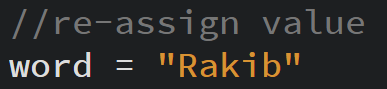 //re-assign value
word = "Rakib"